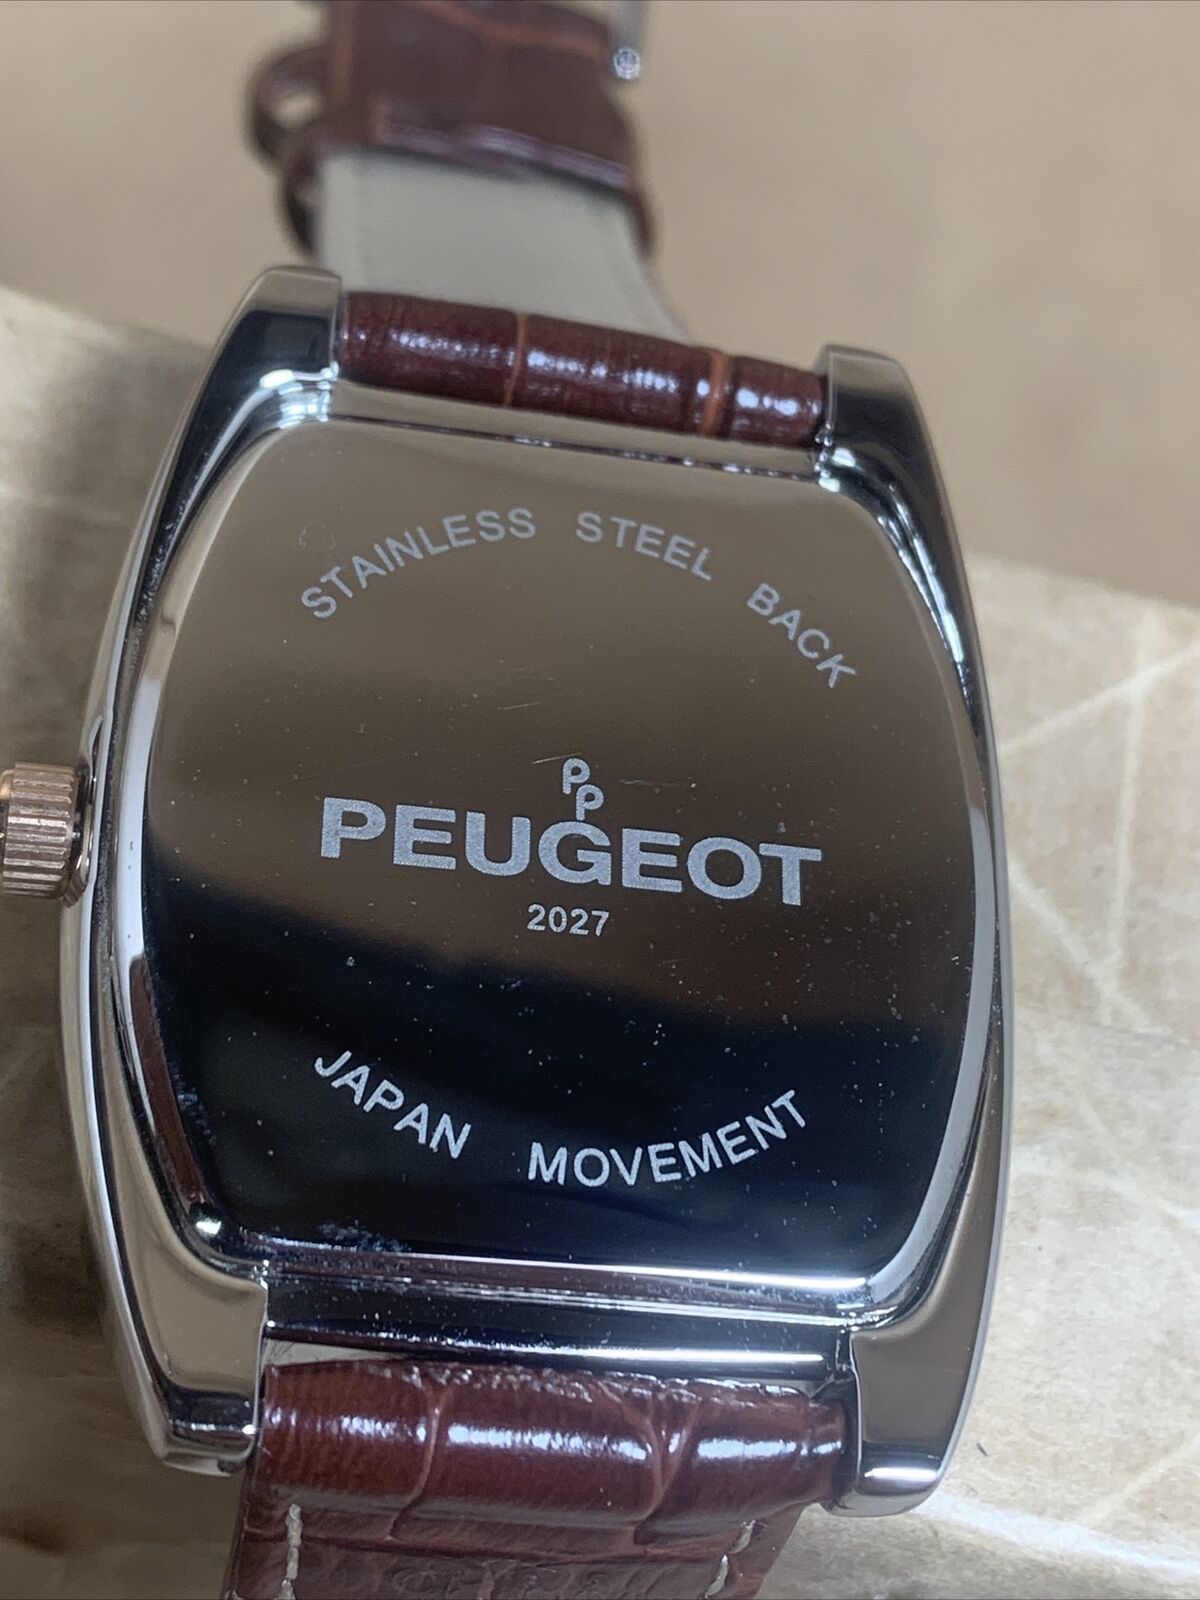 STAINLESS STEEL BACK
PP
PEUGEOT
2027
JAPAN MOVEMENT